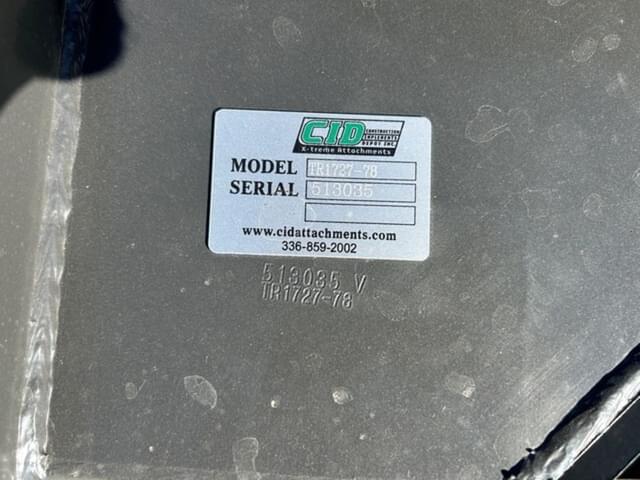 CID CONSTRUCTION
IMPLEMENTS
DEPOT INC.
X-treme Attachments
MODEL TR1727-78
SERIAL 513035
www.cidattachments.com
336-859-2002
513035 V
TR1727-78